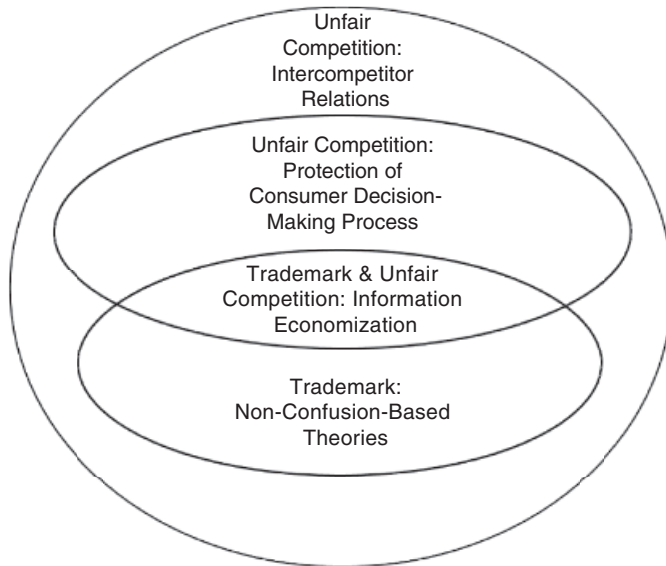 Unfair
Competition:
Intercompetitor
Relations
Unfair Competition:
Protection of
Consumer Decision-
Making Process
Trademark & Unfair
Competition: Information
Economization
Trademark:
Non-Confusion-Based
Theories